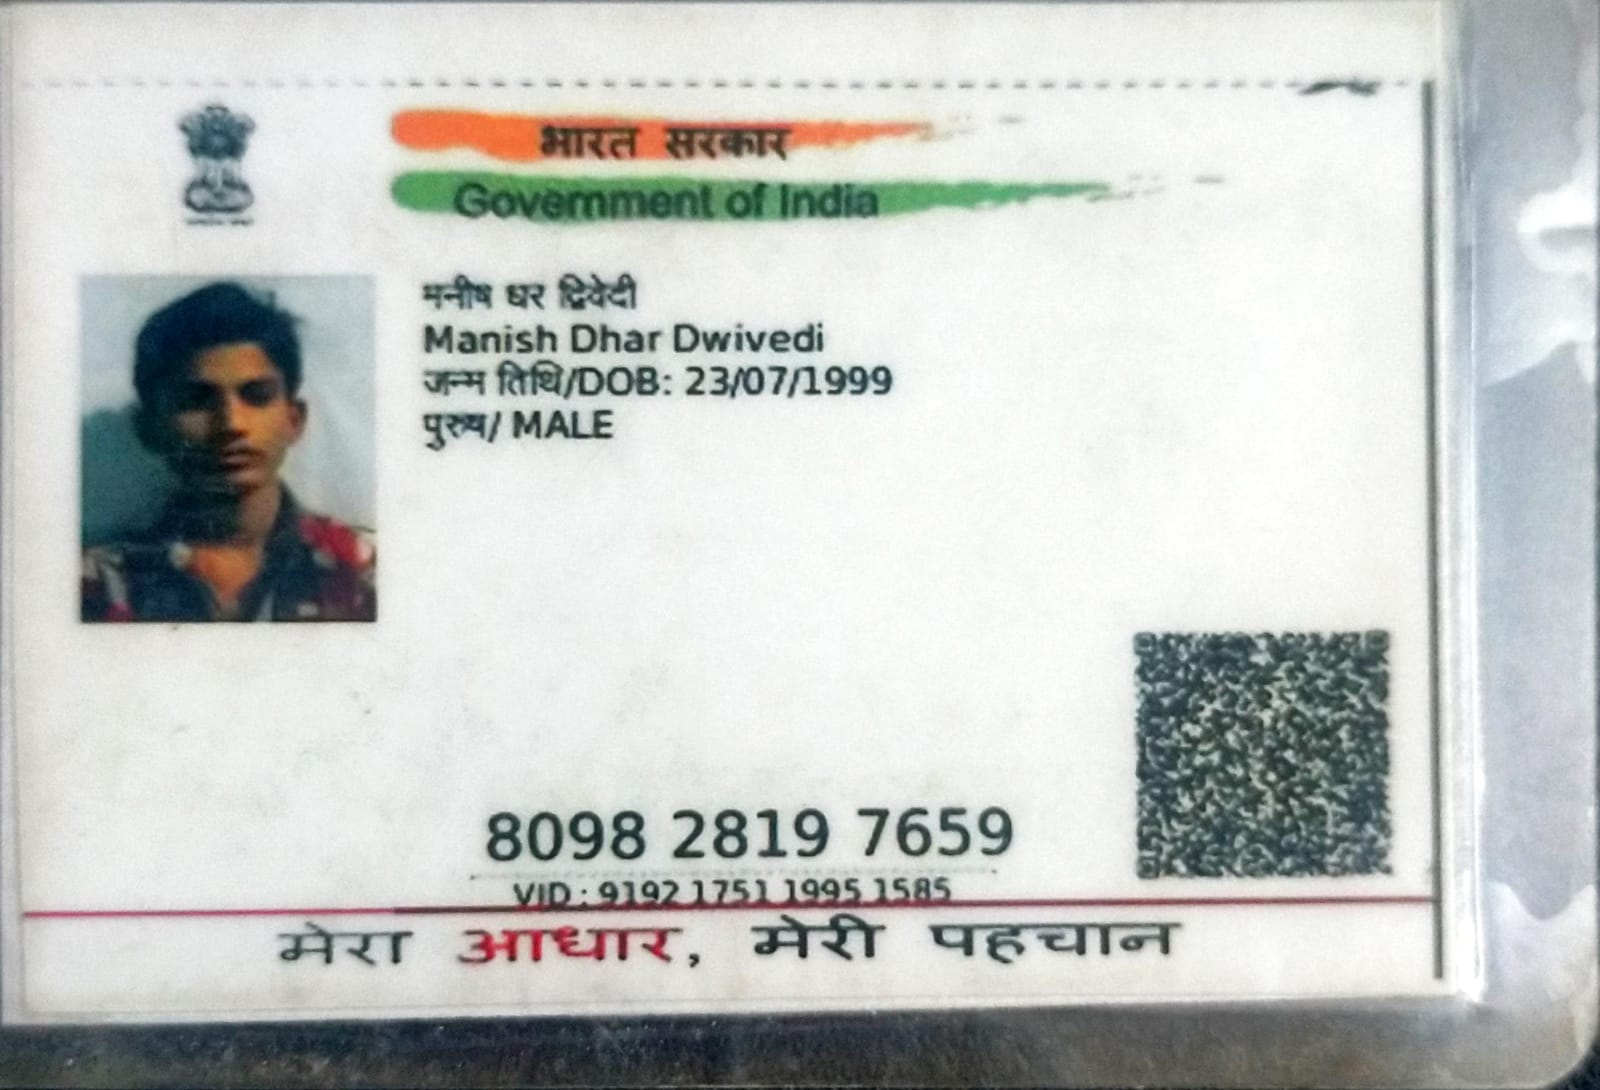 भारत सरकार
Government of India
मनीष धर द्विवेदी
Manish Dhar Dwivedi
जन्म तिथि/DOB: 23/07/1999
पुरुष/ MALE
8098 2819 7659
VID : 9192 1751 1995 1585
मेरा आधार, मेरी पहचान